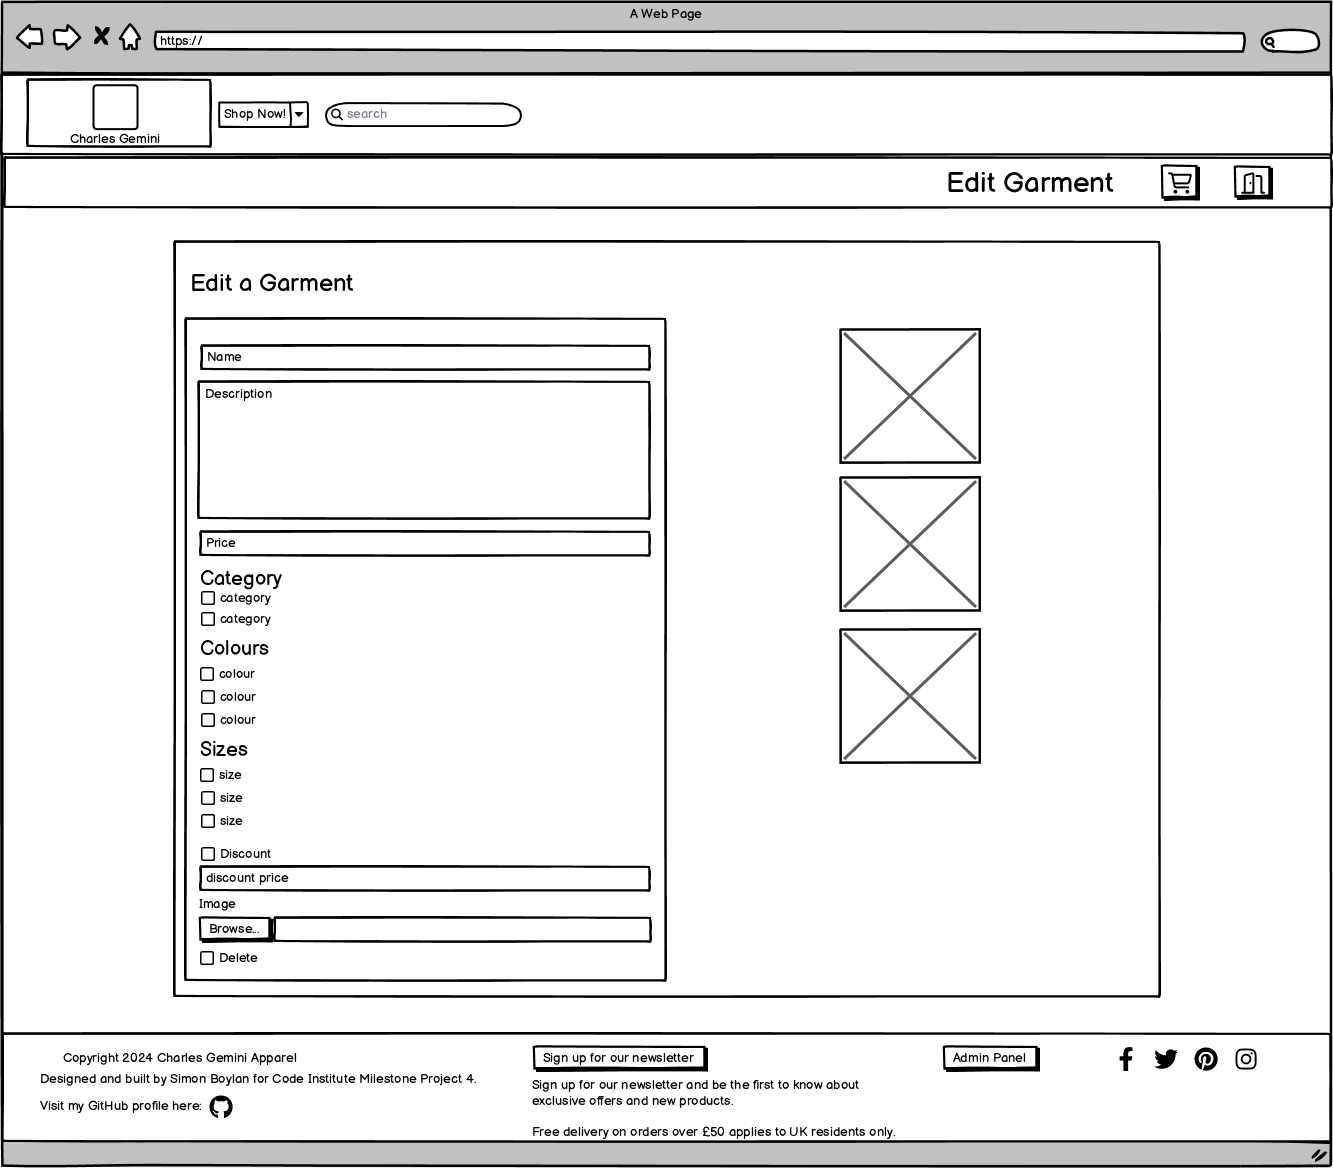 A Web Page
https://
Charles Gemini
Shop Now!
search
Edit Garment
Edit a Garment
Name
Description
Price
Category
category
category
Colours
colour
colour
colour
Sizes
size
size
size
Discount
discount price
Image
Browse...
Delete
Copyright 2024 Charles Gemini Apparel
Designed and built by Simon Boylan for Code Institute Milestone Project 4.
Visit my GitHub profile here:
Sign up for our newsletter
Sign up for our newsletter and be the first to know about
exclusive offers and new products.
Free delivery on orders over £50 applies to UK residents only.
Admin Panel